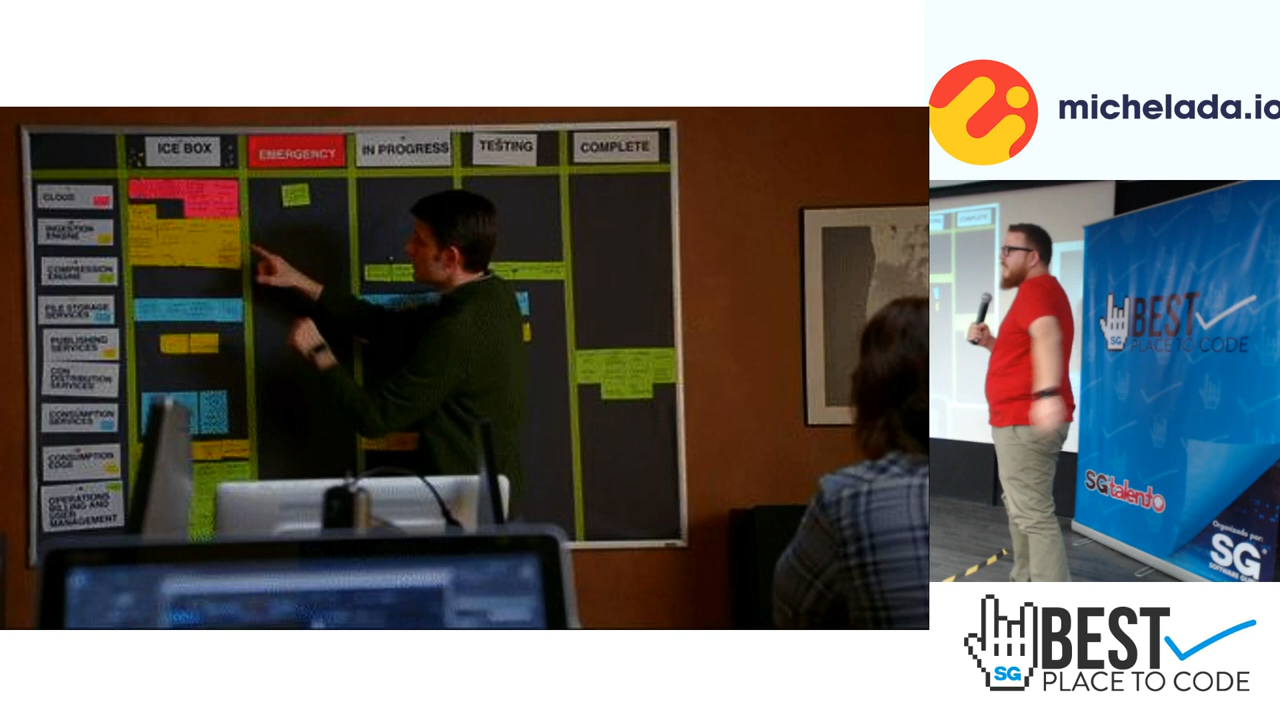 michelada.io
ICE BOX
EMERGENCY
IN PROGRESS
TESTING
COMPLETE
CLOUD
INGESTION
ENGINE
COMPRESSION
ENGINE
FILE STORAGE
SERVICES
PUBLISHING
SERVICES
CDN
DISTRIBUTION
SERVICES
CONSUMPTION
SERVICES
CONSUMPTION
EDGE
OPERATIONS
BILLING AND
USER
MANAGEMENT
COMPLETE
BEST
PLACE TO CODE
SG
SGtalento
Organizado por:
SG
SOFTWARE
BEST
PLACE TO CODE
SG